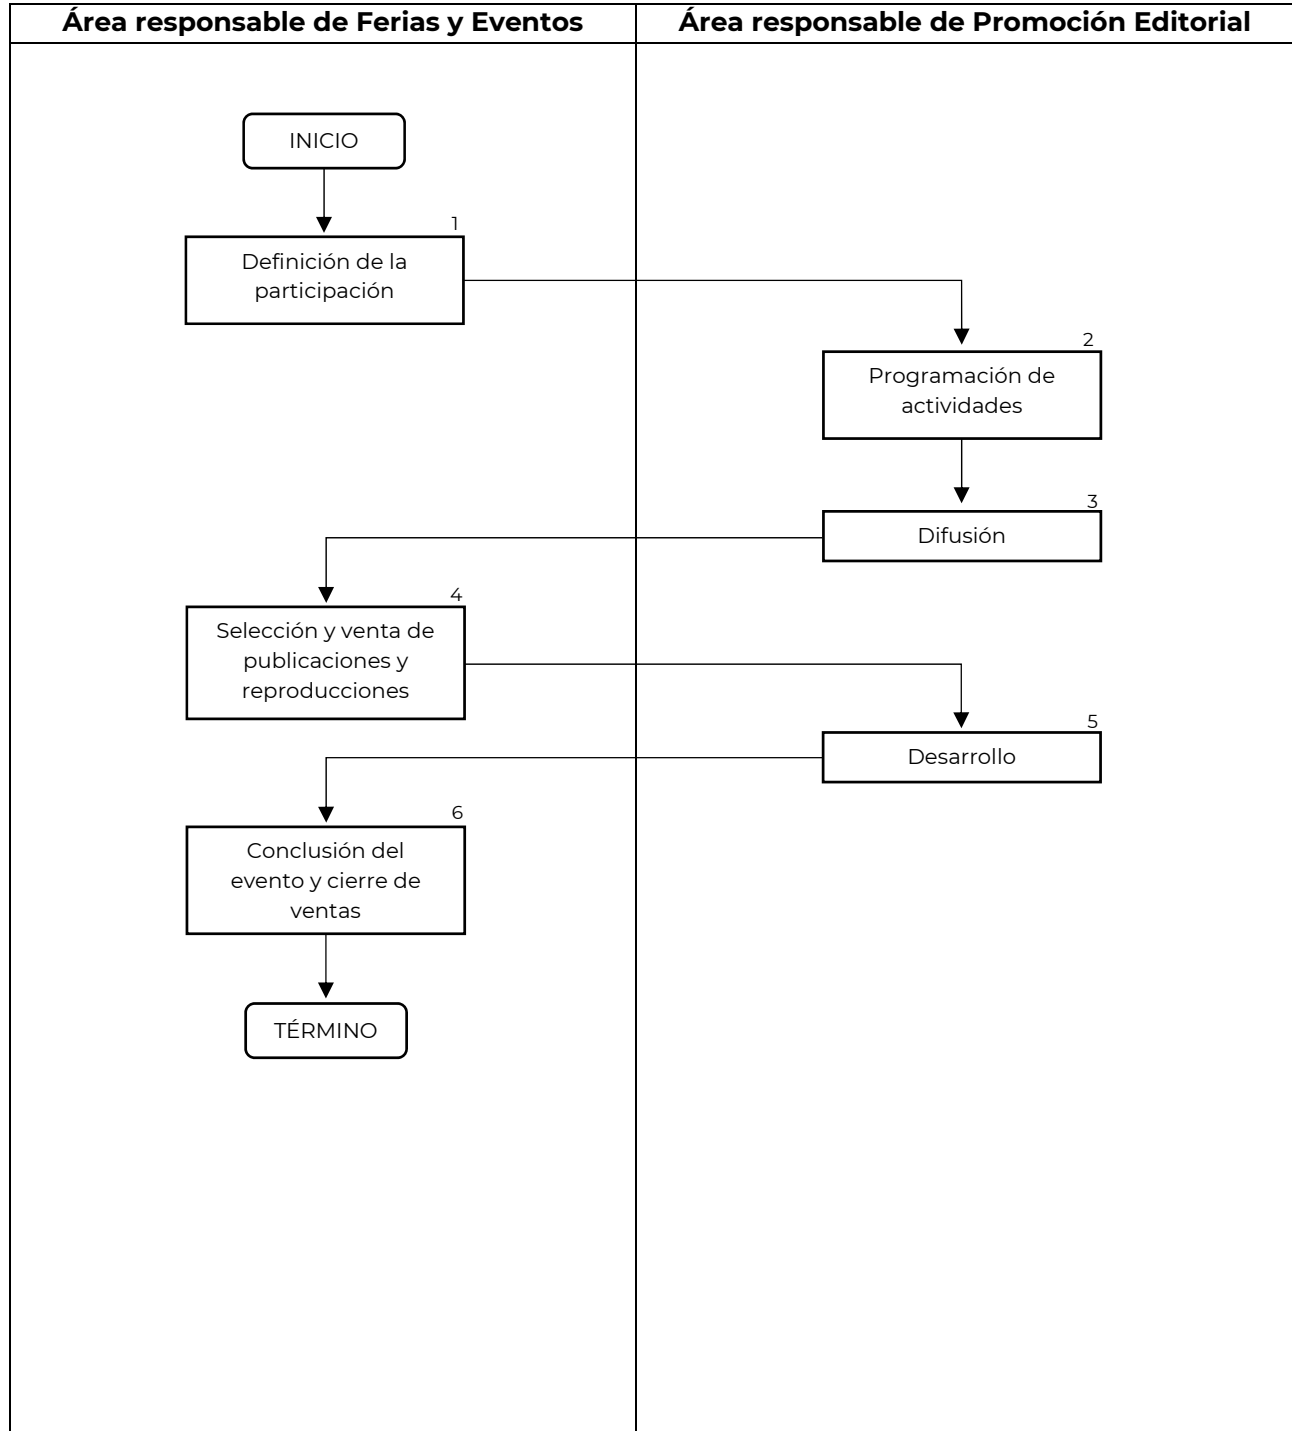 Área responsable de Ferias y Eventos
Área responsable de Promoción Editorial
INICIO
1
Definición de la
participación
2
Programación de
actividades
3
Difusión
4
Selección y venta de
publicaciones y
reproducciones
5
Desarrollo
6
Conclusión del
evento y cierre de
ventas
TÉRMINO